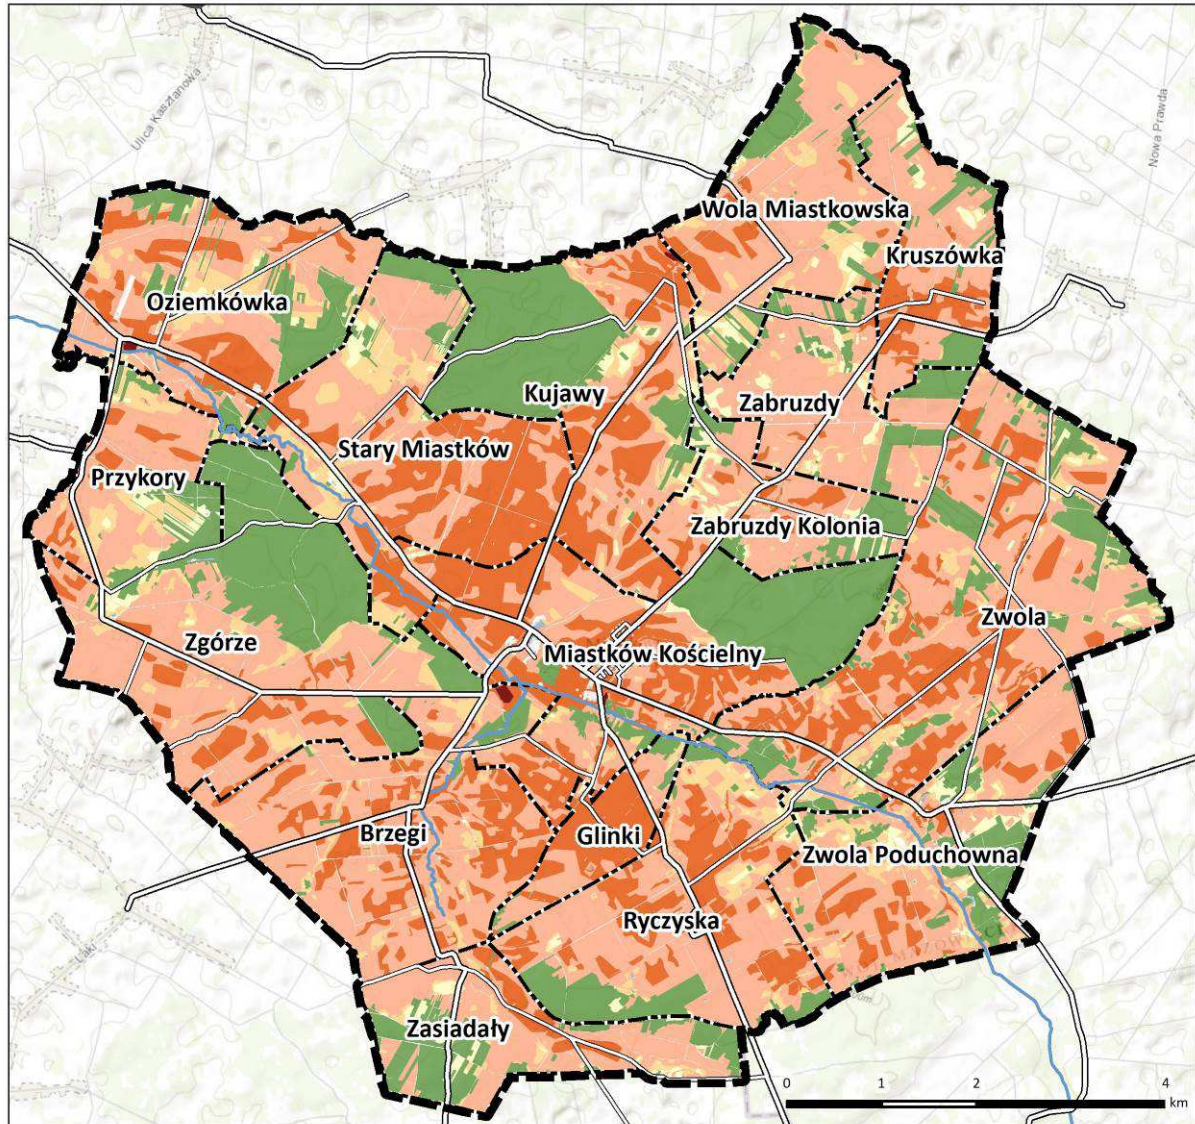 Ulica Kasztanowa
Nowa Prawda
Wola Miastkowska
Kruszówka
Oziemkówka
Kujawy
Zabruzdy
Stary Miastków
Przykory
Zabruzdy Kolonia
Zwola
Zgórze
Miastków Kościelny
Brzegi
Glinki
Zwola Poduchowna
Ryczyska
Łąki
Zasiadały
0 1 2 4
km